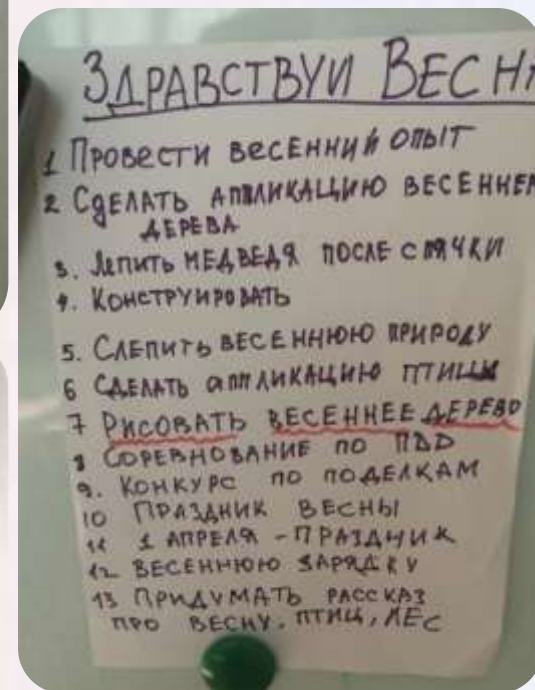 ЗДРАВСТВУЙ ВЕСН
1 ПРОВЕСТИ ВЕСЕННИЙ ОПЫТ
2 СДЕЛАТЬ АППЛИКАЦИЮ ВЕСЕННЕ
ДЕРЕВА
3. ЛЕПИТЬ МЕДВЕДЯ ПОСЛЕ СПЯЧКИ
4. КОНСТРУИРОВАТЬ
5. СЛЕПИТЬ ВЕСЕННЮЮ ПРИРОДУ
6 СДЕЛАТЬ АППЛИКАЦИЮ ПТИЦЫ
7 РИСОВАТЬ ВЕСЕННЕЕ ДЕРЕВО
8 СОРЕВНОВАНИЕ ПО ПДД
9. КОНКУРС ПО ПОДЕЛКАМ
10 ПРАЗДНИК ВЕСНЫ
11 1 АПРЕЛЯ - ПРАЗДНИК
12 ВЕСЕННЮЮ ЗАРЯДКУ
13 ПРИДУМАТЬ РАССКАЗ
ПРО ВЕСНУ, ПТИЦ, ЛЕС